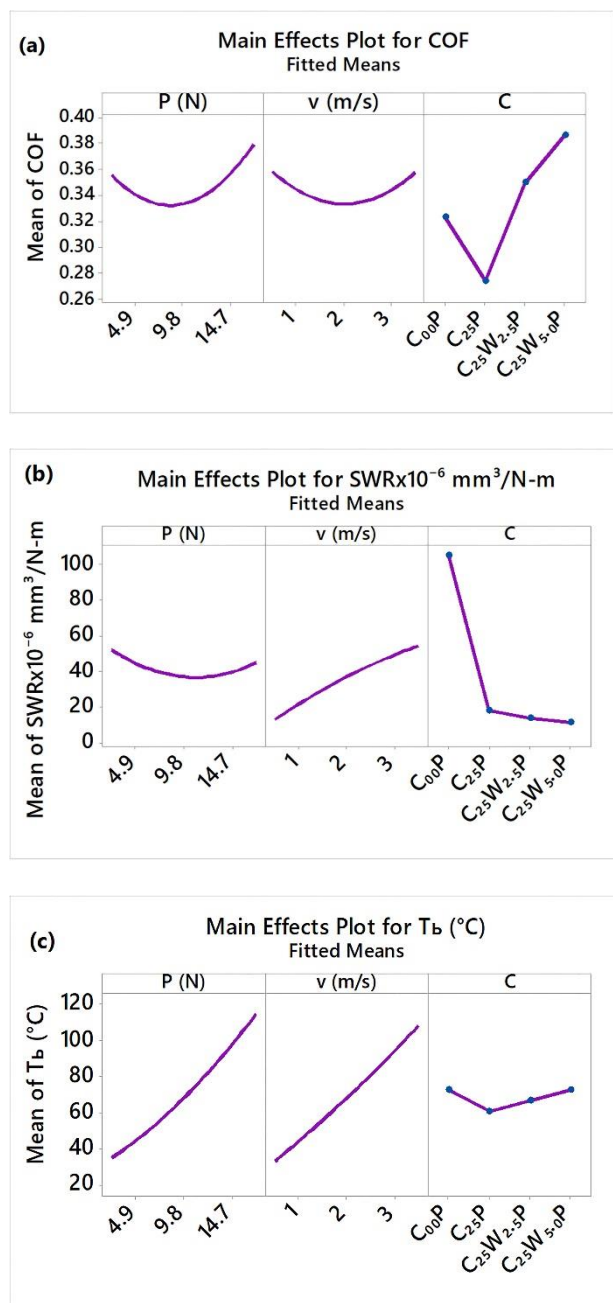 (a)
Main Effects Plot for COF
Fitted Means
P (N) v (m/s) C
Mean of COF
0.40
0.38
0.36
0.34
0.32
0.30
0.28
0.26
4.9 9.8 14.7 1 2 3 C₀₀P C₂₅P C₂₅W₂.₅P C₂₅W₅.₀P
(b)
Main Effects Plot for SWRx10⁻⁶ mm³/N-m
Fitted Means
P (N) v (m/s) C
Mean of SWRx10⁻⁶ mm³/N-m
100
80
60
40
20
0
4.9 9.8 14.7 1 2 3 C₀₀P C₂₅P C₂₅W₂.₅P C₂₅W₅.₀P
(c)
Main Effects Plot for Tь (°C)
Fitted Means
P (N) v (m/s) C
Mean of Tь (°C)
120
100
80
60
40
20
4.9 9.8 14.7 1 2 3 C₀₀P C₂₅P C₂₅W₂.₅P C₂₅W₅.₀P